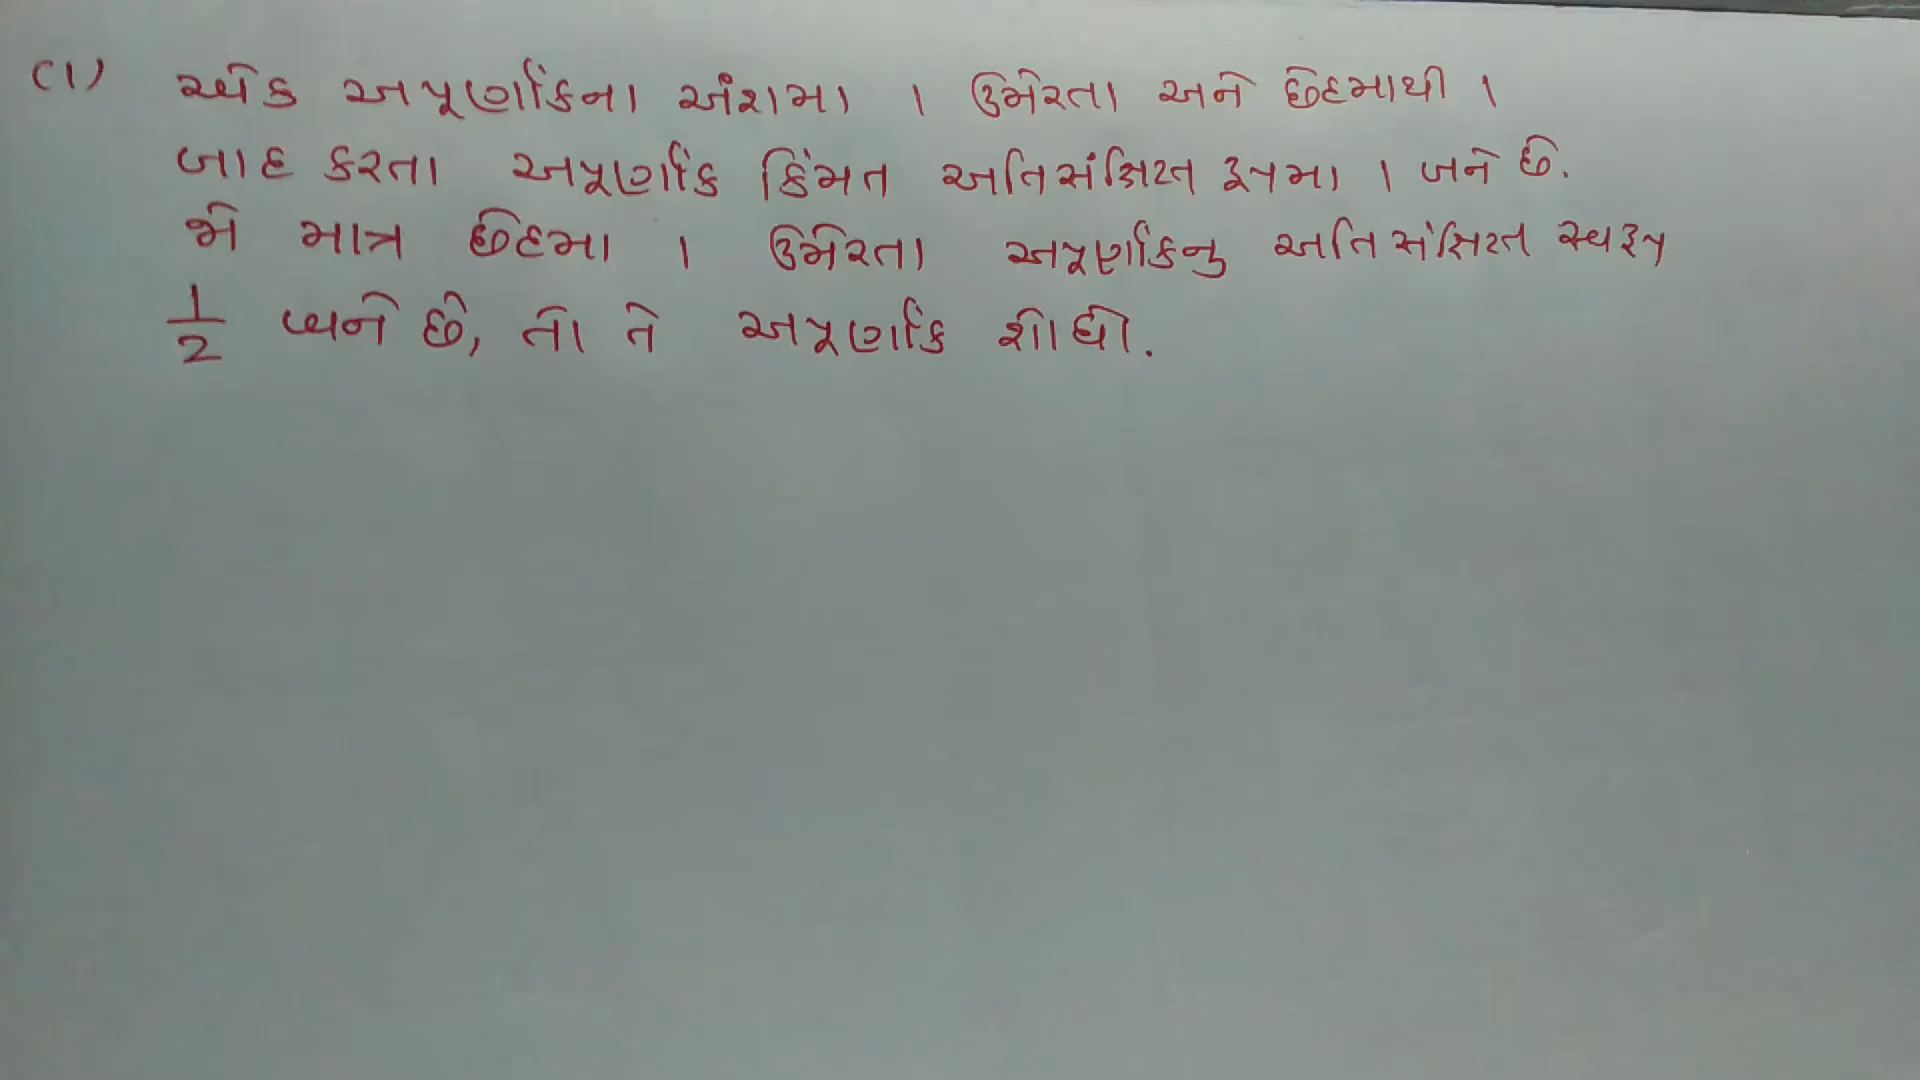 (1) એક અપૂર્ણાંકના અંશમા 1 ઉમેરતા અને છેદમાથી 1
બાદ કરતા અપૂર્ણાંક કિંમત અતિસંક્ષિપ્ત રૂપમા 1 બને છે.
જો માત્ર છેદમા 1 ઉમેરતા અપૂર્ણાંકનુ અતિસંક્ષિપ્ત સ્વરૂપ
1/2 બને છે, તો તે અપૂર્ણાંક શોધો.